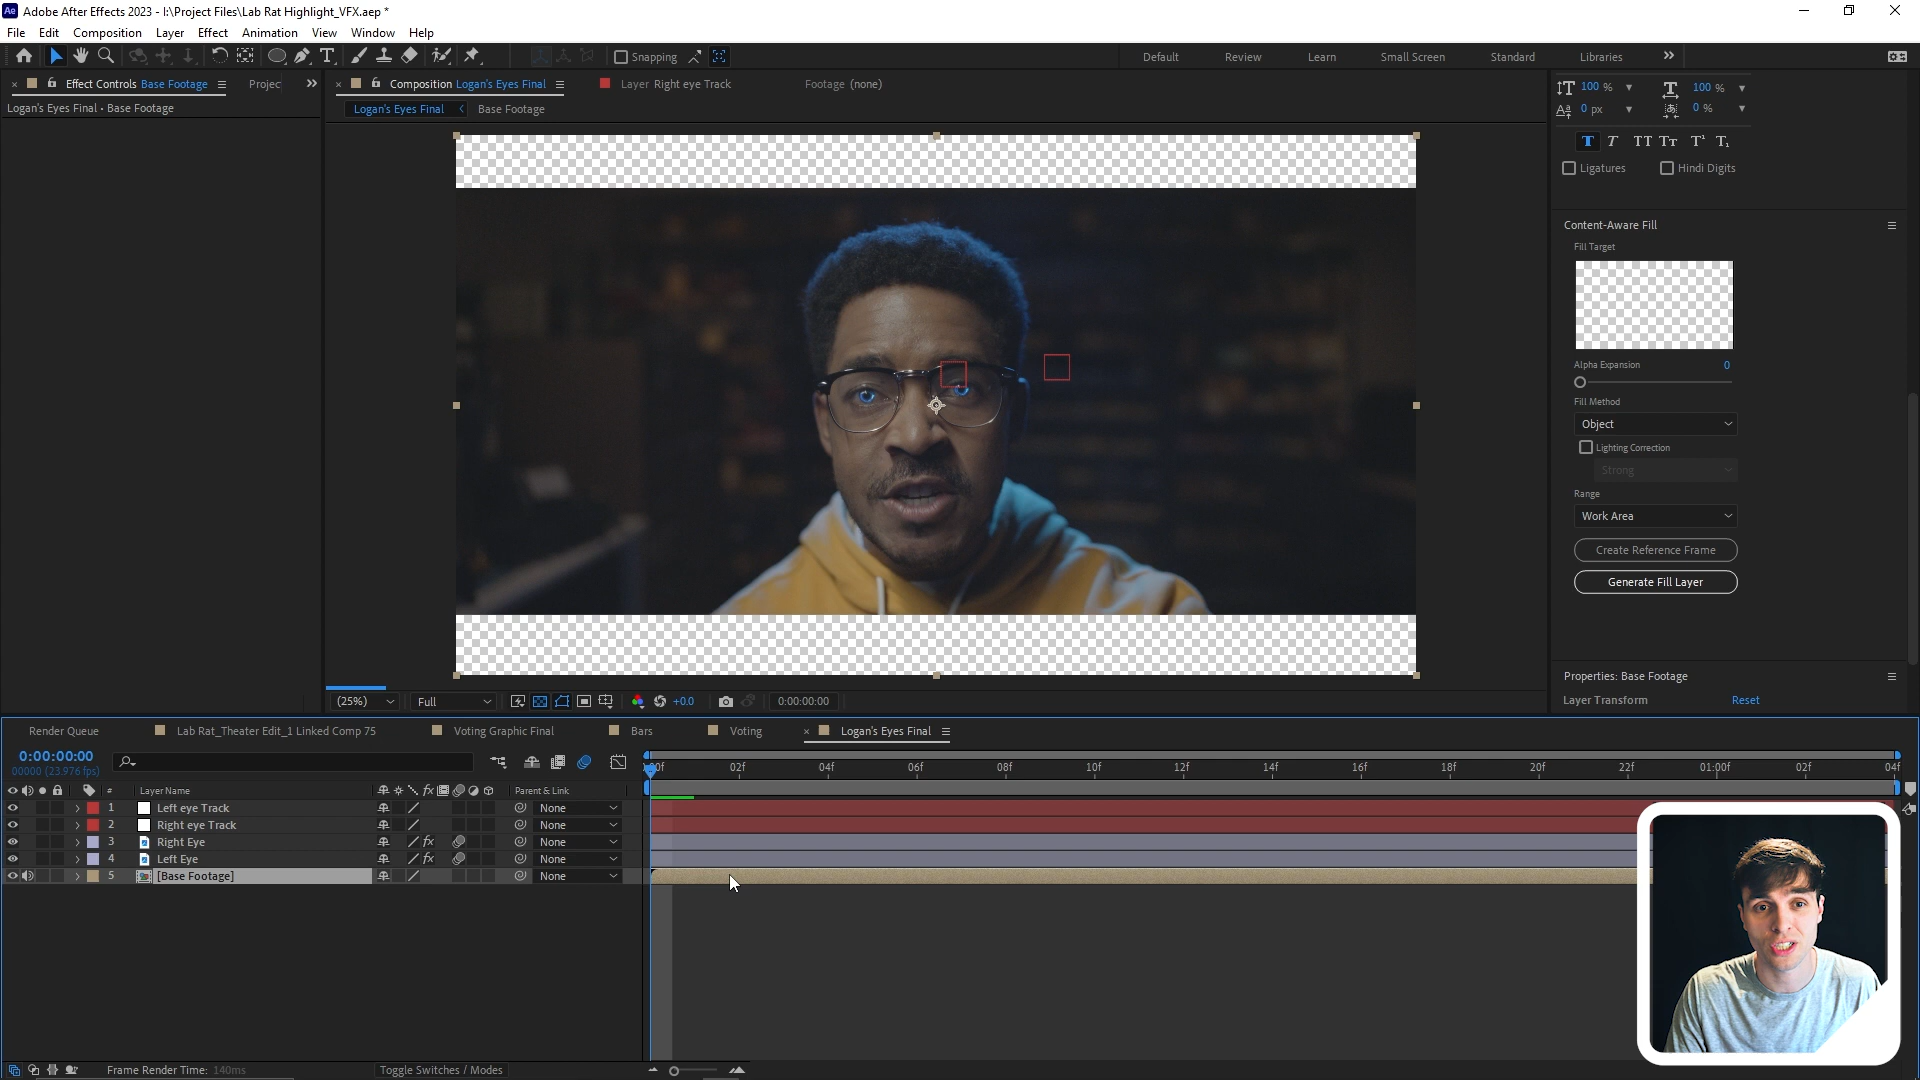 Adobe After Effects 2023 - I:\Project Files\Lab Rat Highlight_VFX.aep *
File Edit Composition Layer Effect Animation View Window Help
Snapping
Default Review Learn Small Screen Standard Libraries
Effect Controls Base Footage
Projec
Composition Logan's Eyes Final
Layer Right eye Track
Footage (none)
Logan's Eyes Final • Base Footage
Logan's Eyes Final
Base Footage
100 %
100 %
0 px
0 %
Ligatures
Hindi Digits
Content-Aware Fill
Fill Target
Alpha Expansion 0
Fill Method
Object
Lighting Correction
Strong
Range
Work Area
Create Reference Frame
Generate Fill Layer
Properties: Base Footage
Layer Transform Reset
(25%) Full +0.0 0:00:00:00
Render Queue
Lab Rat_Theater Edit_1 Linked Comp 75
Voting Graphic Final
Bars
Voting
Logan's Eyes Final
0:00:00:00
00000 (23.976 fps)
02f 04f 06f 08f 10f 12f 14f 16f 18f 20f 22f 01:00f 02f 04f
# Layer Name Parent & Link
1 Left eye Track None
2 Right eye Track None
3 Right Eye fx None
4 Left Eye fx None
5 [Base Footage] None
Frame Render Time: 140ms
Toggle Switches / Modes